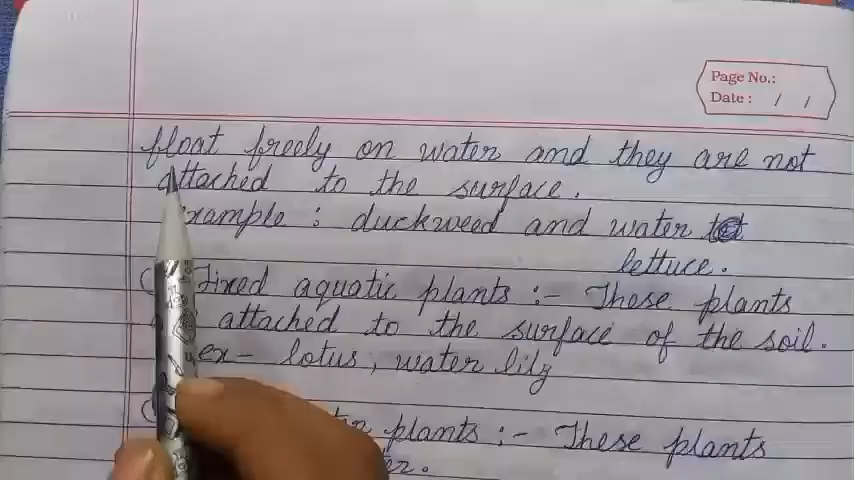 Page No.:
Date : / /
float freely on water and they are not
attached to the surface.
example : duckweed and water
lettuce.
( Fixed aquatic plants :- These plants
attached to the surface of the soil.
ex- lotus, water lily
( plants :- These plants